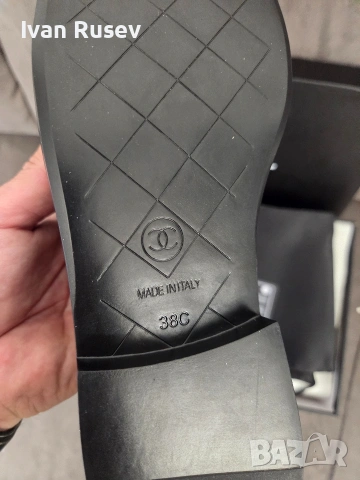 Ivan Rusev
MADE IN ITALY
38C
BAZAR